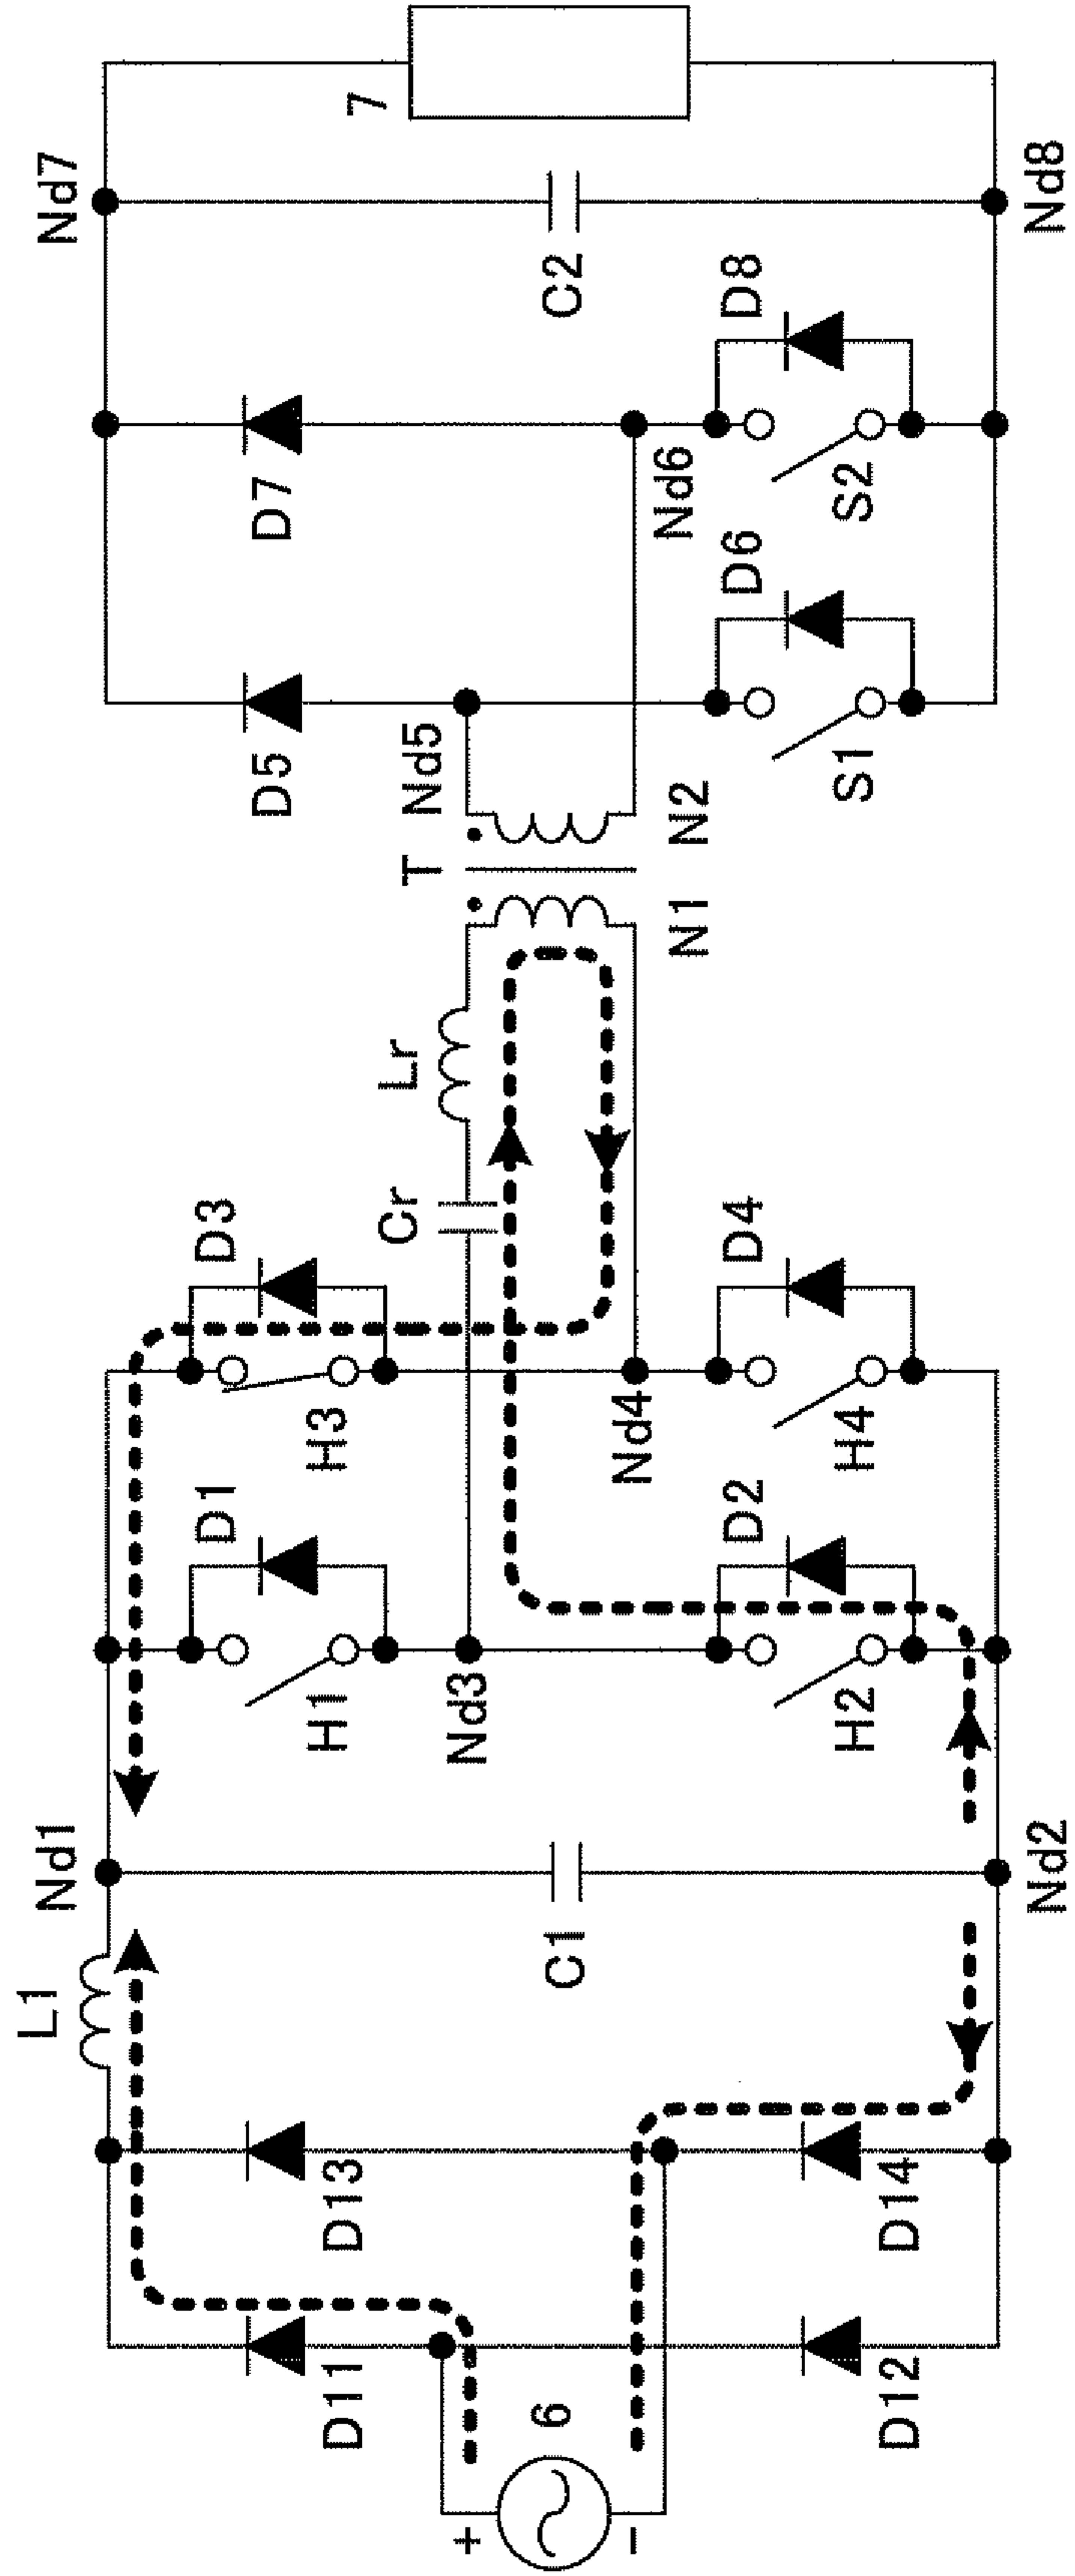 L1
Nd1
D1
D3
H1
H3
Cr
Lr
T
Nd5
D5
D7
Nd7
7
D11
D13
+
6
−
C1
Nd3
Nd4
N1
N2
Nd6
C2
D12
D14
Nd2
H2
D2
H4
D4
S1
D6
S2
D8
Nd8